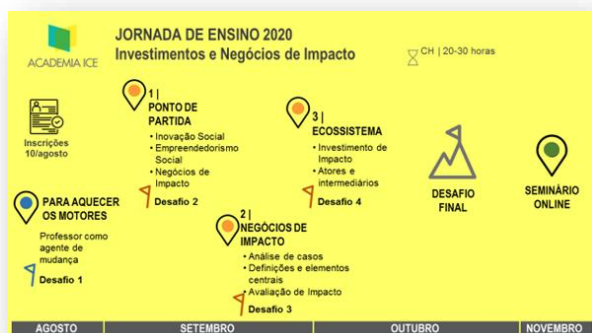 ACADEMIA ICE
JORNADA DE ENSINO 2020
Investimentos e Negócios de Impacto
CH | 20-30 horas
Inscrições
10/agosto
PARA AQUECER
OS MOTORES
Professor como
agente de
mudança
Desafio 1
1 |
PONTO DE
PARTIDA
• Inovação Social
• Empreendedorismo
Social
• Negócios de
Impacto
Desafio 2
2 |
NEGÓCIOS DE
IMPACTO
• Análise de casos
• Definições e elementos
centrais
• Avaliação de Impacto
Desafio 3
3 |
ECOSSISTEMA
• Investimento de
Impacto
• Atores e
intermediários
Desafio 4
DESAFIO
FINAL
SEMINÁRIO
ONLINE
AGOSTO
SETEMBRO
OUTUBRO
NOVEMBRO